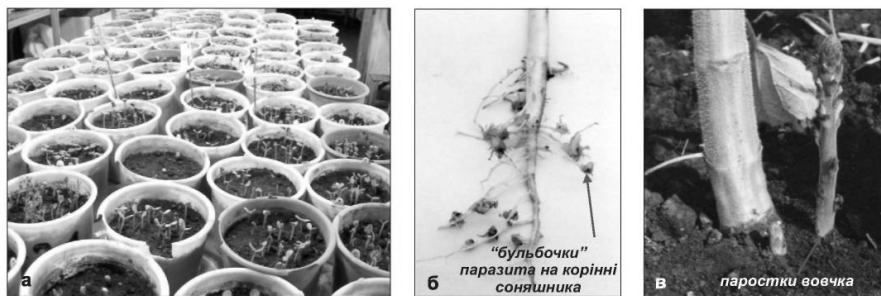 а
б
“бульбочки”
паразита на корінні
соняшника
в
паростки вовчка